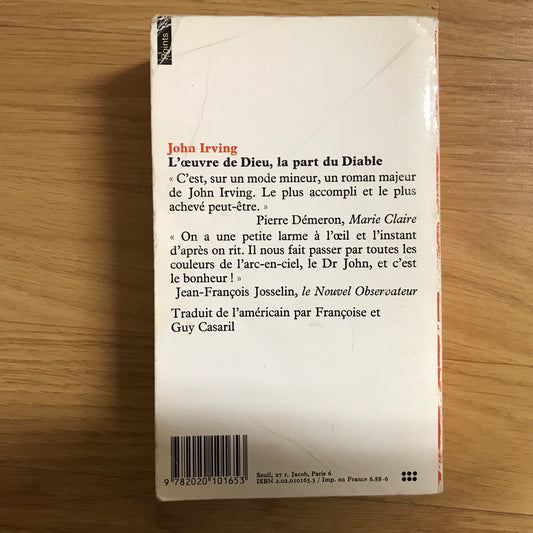 Points
John Irving
L'œuvre de Dieu, la part du Diable
« C'est, sur un mode mineur, un roman majeur
de John Irving. Le plus accompli et le plus
achevé peut-être. »
Pierre Démeron, Marie Claire
« On a une petite larme à l'œil et l'instant
d'après on rit. Il nous fait passer par toutes les
couleurs de l'arc-en-ciel, le Dr John, et c'est
le bonheur ! »
Jean-François Josselin, le Nouvel Observateur
Traduit de l'américain par Françoise et
Guy Casaril
9 782020 101653
Seuil, 27 r. Jacob, Paris 6
ISBN 2.02.010165.3 / Imp. en France 6.88-6